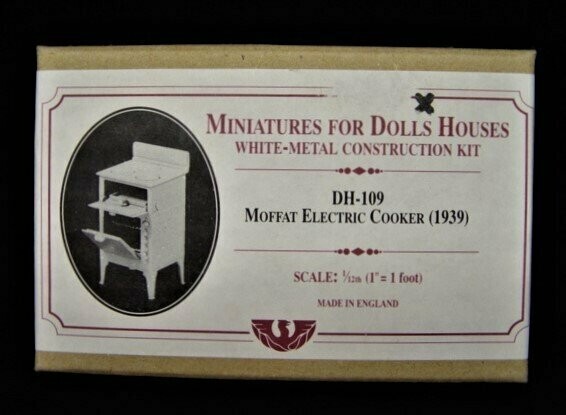 MINIATURES FOR DOLLS HOUSES
WHITE-METAL CONSTRUCTION KIT
DH-109
MOFFAT ELECTRIC COOKER (1939)
SCALE: 1/12th (1" = 1 foot)
MADE IN ENGLAND